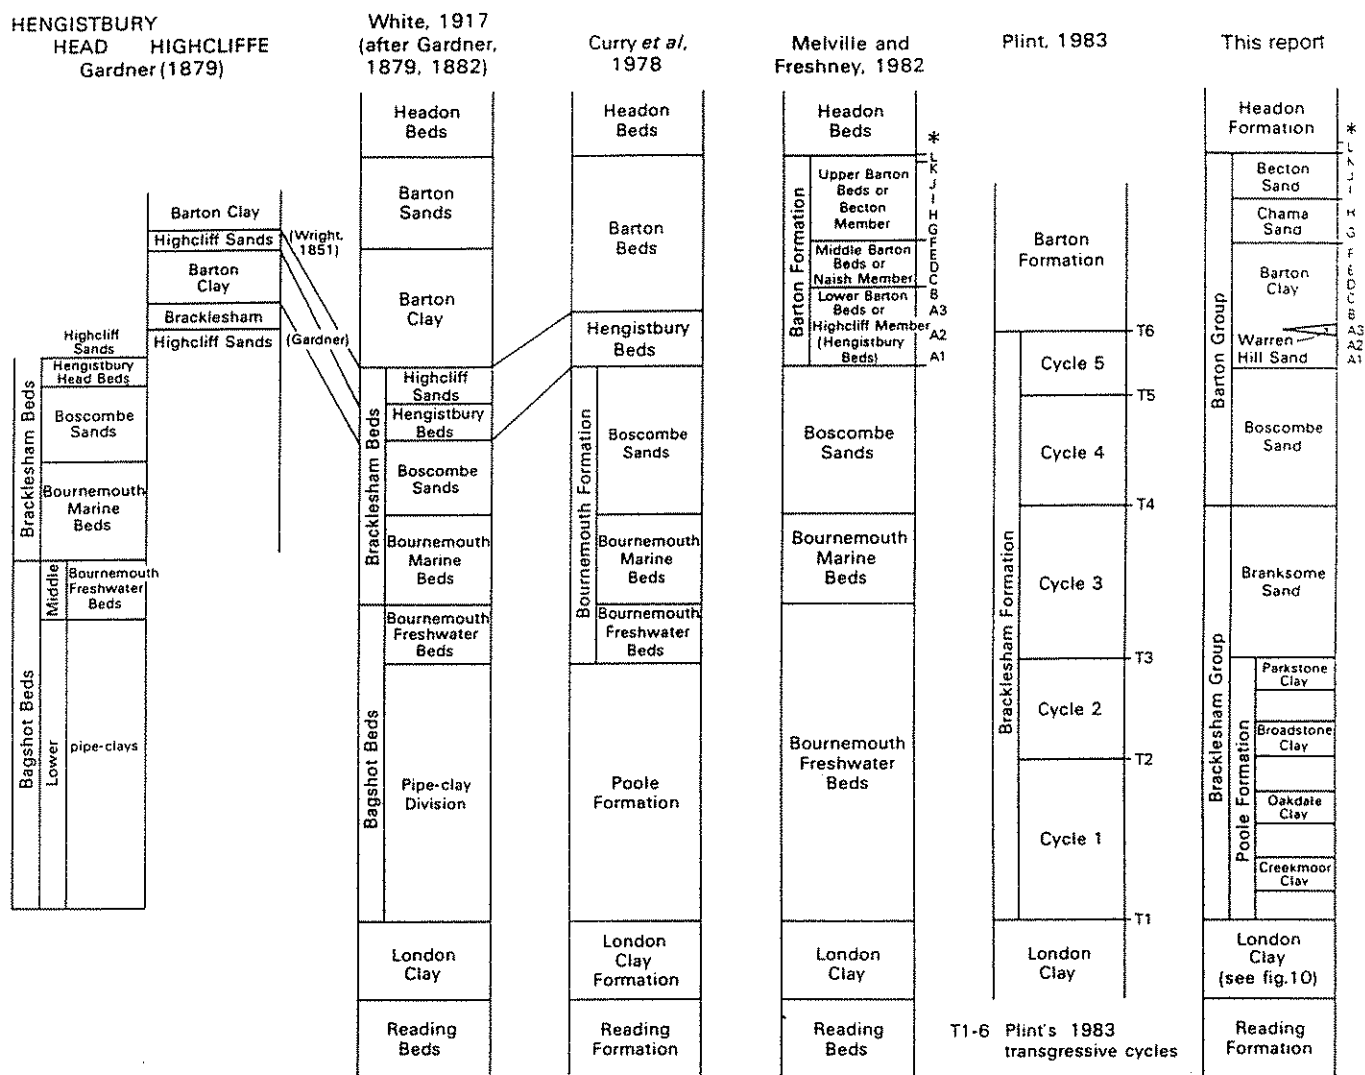 HENGISTBURY
HEAD HIGHCLIFFE
Gardner (1879)
Barton Clay
Highcliff Sands
Barton
Clay
Bracklesham
Highcliff Sands
(Wright,
1851)
(Gardner)
Highcliff
Sands
Hengistbury
Head Beds
Boscombe
Sands
Bournemouth
Marine
Beds
Bracklesham Beds
Bournemouth
Freshwater
Beds
Middle
Lower
pipe-clays
Bagshot Beds
White, 1917
(after Gardner,
1879, 1882)
Headon
Beds
Barton
Sands
Barton
Clay
Highcliff
Sands
Hengistbury
Beds
Boscombe
Sands
Bournemouth
Marine
Beds
Bracklesham Beds
Bournemouth
Freshwater
Beds
Pipe-clay
Division
Bagshot Beds
London
Clay
Reading
Beds
Curry et al,
1978
Headon
Beds
Barton
Beds
Hengistbury
Beds
Boscombe
Sands
Bournemouth
Marine
Beds
Bournemouth
Freshwater
Beds
Bournemouth Formation
Poole
Formation
London
Clay
Formation
Reading
Formation
Melville and
Freshney, 1982
Headon
Beds
*
Upper Barton
Beds or
Becton
Member
Middle Barton
Beds or
Naish Member
Lower Barton
Beds or
Highcliff Member
(Hengistbury
Beds)
Barton Formation
L
K
J
I
H
G
F
E
D
C
B
A3
A2
A1
Boscombe
Sands
Bournemouth
Marine
Beds
Bournemouth
Freshwater
Beds
London
Clay
Reading
Beds
Plint, 1983
Barton
Formation
T6
Cycle 5
T5
Cycle 4
T4
Cycle 3
T3
Cycle 2
T2
Cycle 1
T1
Bracklesham Formation
London
Clay
T1-6 Plint's 1983
transgressive cycles
This report
Headon
Formation
*
Becton
Sand
Chama
Sand
Barton
Clay
Warren
Hill Sand
Boscombe
Sand
Barton Group
L
K
J
I
H
G
F
E
D
C
B
A3
A2
A1
Branksome
Sand
Parkstone
Clay
Broadstone
Clay
Oakdale
Clay
Creekmoor
Clay
Poole Formation
Bracklesham Group
London
Clay
(see fig.10)
Reading
Formation